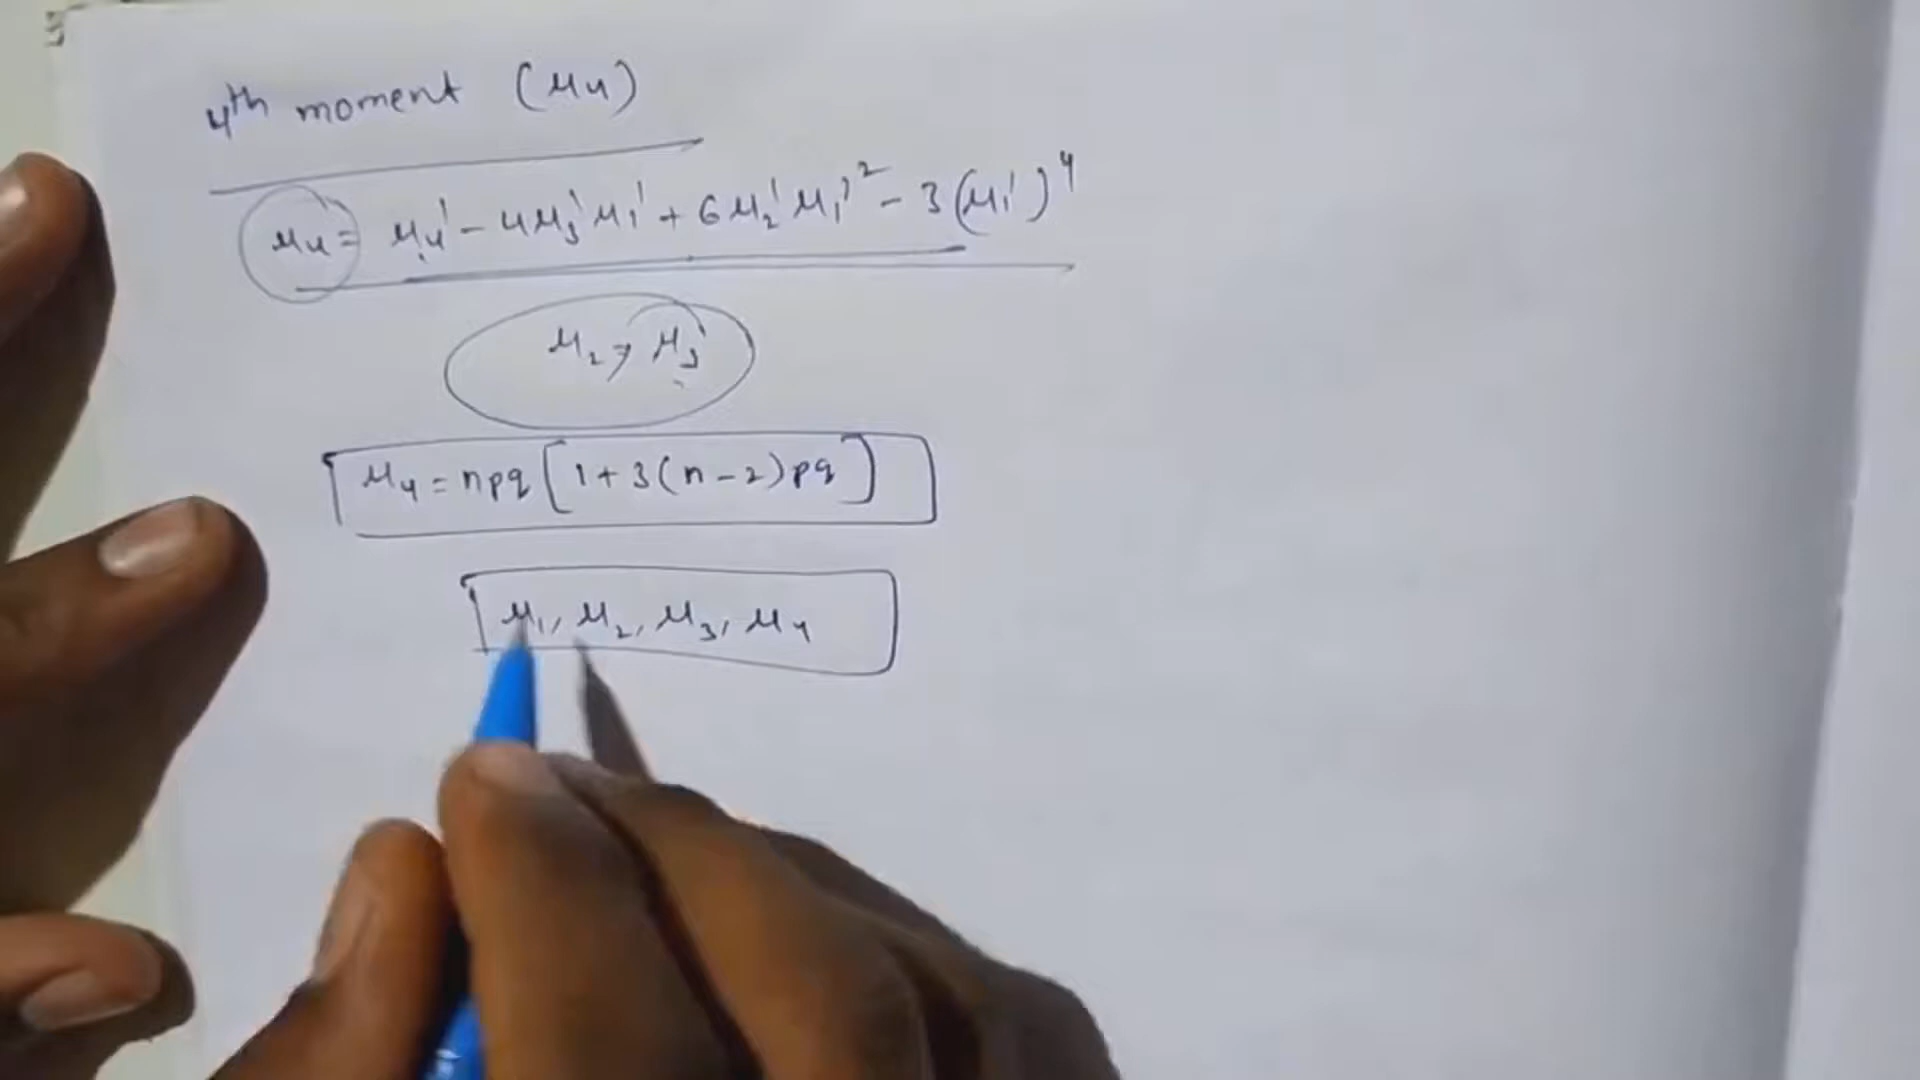 4th moment (μ4)
μ4 = μ4' - 4μ3'μ1' + 6μ2'μ1'² - 3(μ1')⁴
μ2, μ3
μ4 = npq[1+3(n-2)pq]
μ1, μ2, μ3, μ4